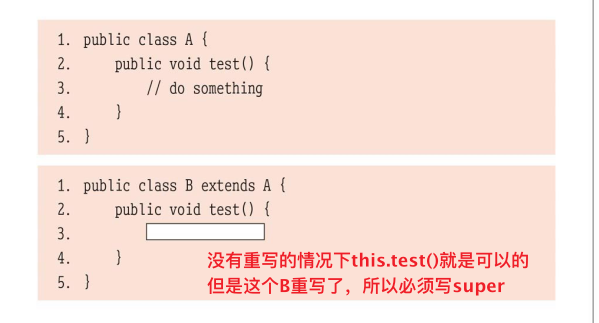 1. public class A {
2. public void test() {
3. // do something
4. }
5. }
1. public class B extends A {
2. public void test() {
3.
4. }
5. }
没有重写的情况下this.test()就是可以的
但是这个B重写了，所以必须写super